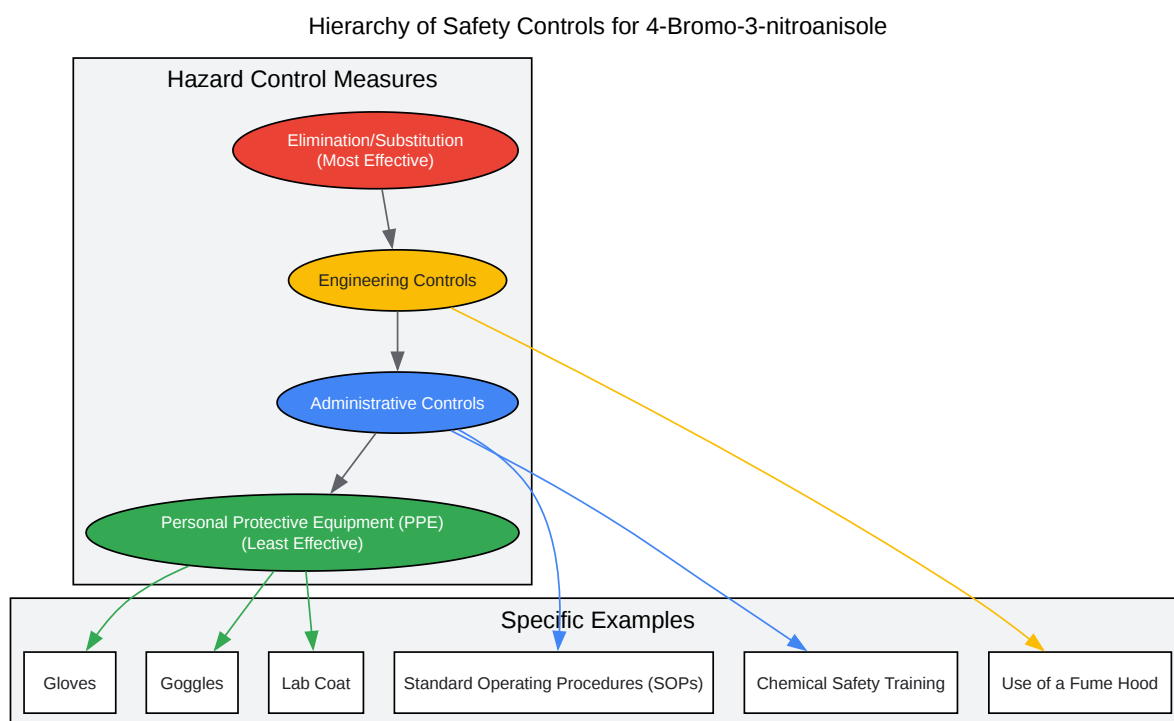 Hierarchy of Safety Controls for 4-Bromo-3-nitroanisole
Hazard Control Measures
Elimination/Substitution
(Most Effective)
Engineering Controls
Administrative Controls
Personal Protective Equipment (PPE)
(Least Effective)
Specific Examples
Gloves
Goggles
Lab Coat
Standard Operating Procedures (SOPs)
Chemical Safety Training
Use of a Fume Hood